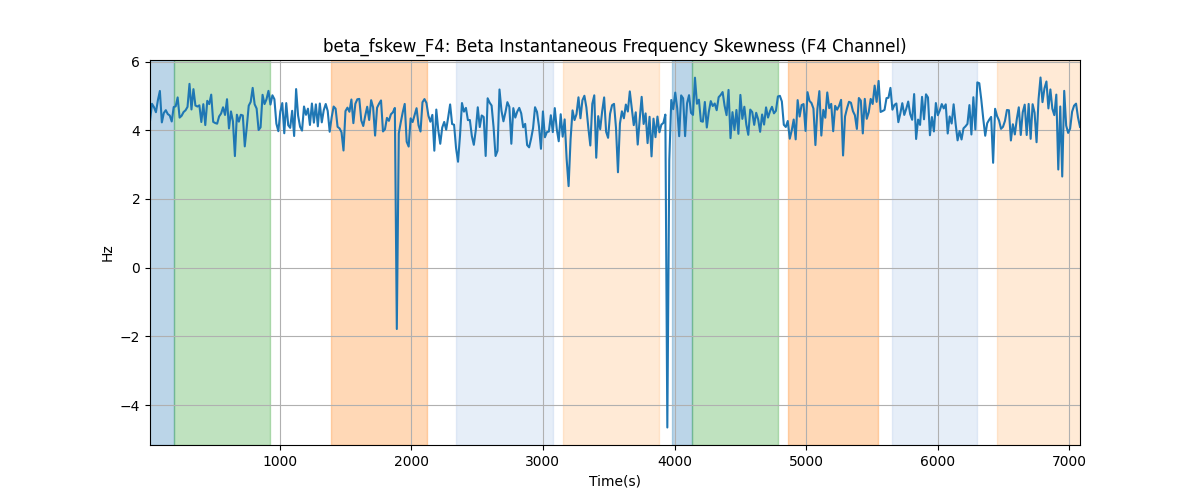 beta_fskew_F4: Beta Instantaneous Frequency Skewness (F4 Channel)
6
4
2
0
−2
−4
Hz
1000 2000 3000 4000 5000 6000 7000
Time(s)